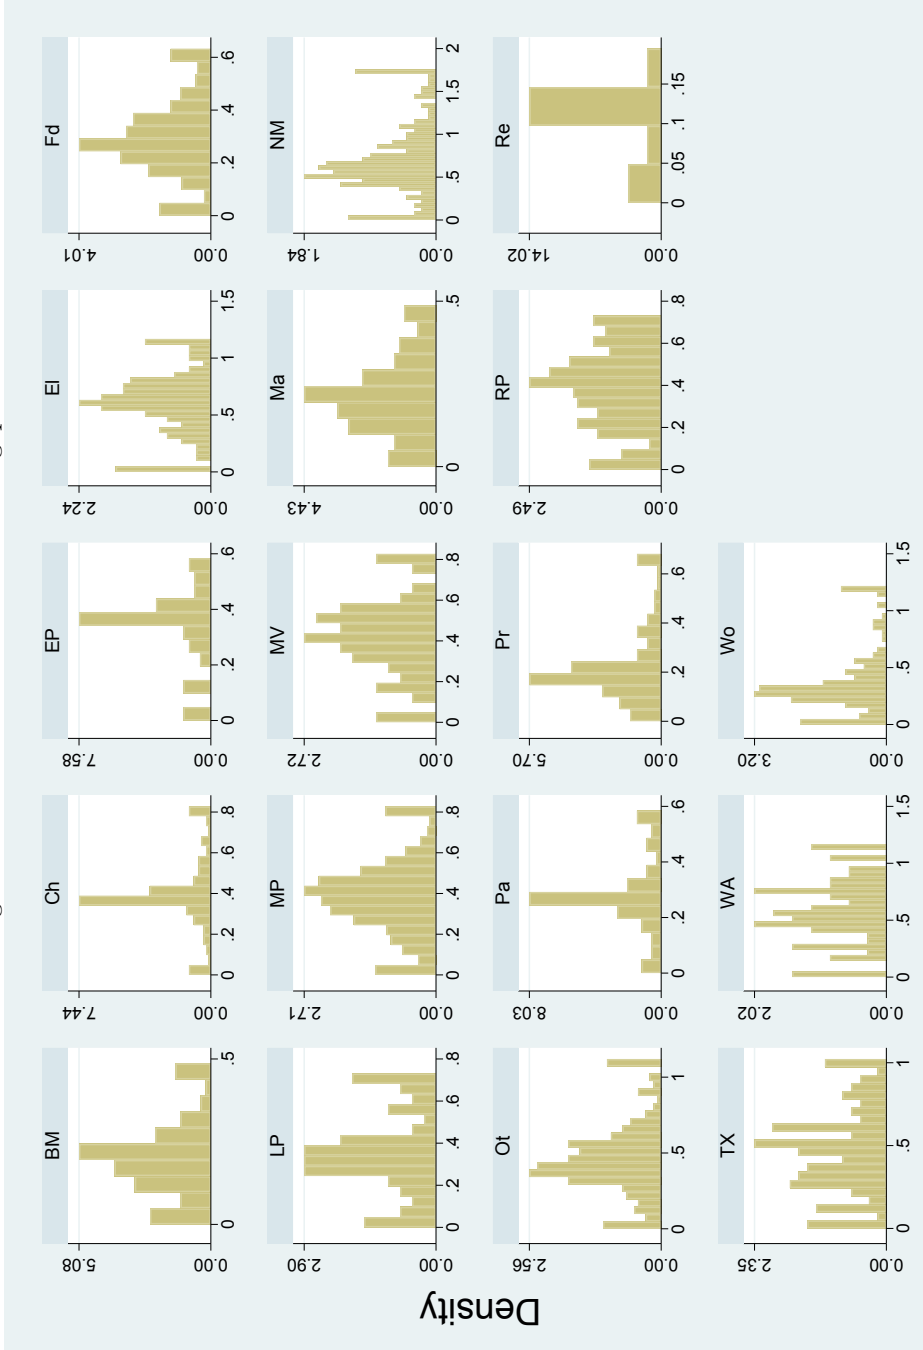 Density
BM
5.08
0.00
0 .5
Ch
7.44
0.00
0 .2 .4 .6 .8
EP
7.58
0.00
0 .2 .4 .6
El
2.24
0.00
0 .5 1 1.5
Fd
4.01
0.00
0 .2 .4 .6
LP
2.90
0.00
0 .2 .4 .6 .8
MP
2.71
0.00
0 .2 .4 .6 .8
MV
2.72
0.00
0 .2 .4 .6 .8
Ma
4.43
0.00
0 .5
NM
1.84
0.00
0 .5 1 1.5 2
Ot
2.56
0.00
0 .5 1
Pa
8.03
0.00
0 .2 .4 .6
Pr
5.70
0.00
0 .2 .4 .6
RP
2.49
0.00
0 .2 .4 .6 .8
Re
14.02
0.00
0 .05 .1 .15
TX
2.35
0.00
0 .5 1
WA
2.02
0.00
0 .5 1 1.5
Wo
3.20
0.00
0 .5 1 1.5